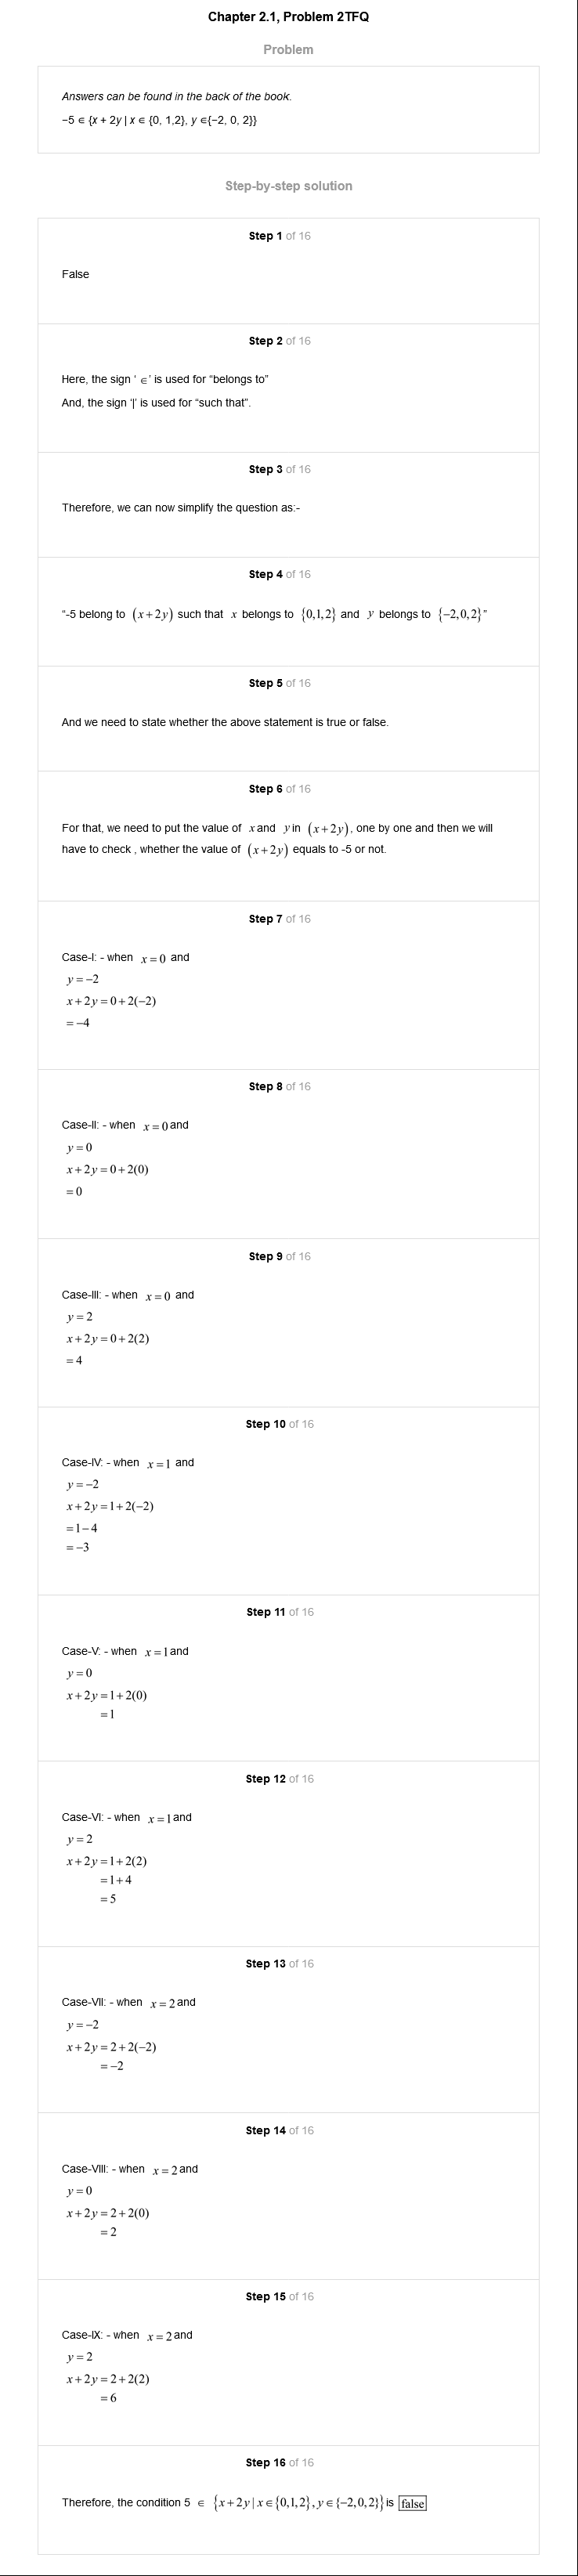 Chapter 2.1, Problem 2TFQ
Problem
Answers can be found in the back of the book.
−5 ∊ {x + 2y | x ∊ {0, 1,2}, y ∊{−2, 0, 2}}
Step-by-step solution
Step 1 of 16
False
Step 2 of 16
Here, the sign ‘ ∈’ is used for “belongs to”
And, the sign ‘|’ is used for “such that”.
Step 3 of 16
Therefore, we can now simplify the question as:-
Step 4 of 16
“-5 belong to (x+2y) such that x belongs to {0,1,2} and y belongs to {−2,0,2}”
Step 5 of 16
And we need to state whether the above statement is true or false.
Step 6 of 16
For that, we need to put the value of x and y in (x+2y), one by one and then we will
have to check , whether the value of (x+2y) equals to -5 or not.
Step 7 of 16
Case-I: - when x=0 and
y=−2
x+2y=0+2(−2)
=−4
Step 8 of 16
Case-II: - when x=0 and
y=0
x+2y=0+2(0)
=0
Step 9 of 16
Case-III: - when x=0 and
y=2
x+2y=0+2(2)
=4
Step 10 of 16
Case-IV: - when x=1 and
y=−2
x+2y=1+2(−2)
=1−4
=−3
Step 11 of 16
Case-V: - when x=1 and
y=0
x+2y=1+2(0)
=1
Step 12 of 16
Case-VI: - when x=1 and
y=2
x+2y=1+2(2)
=1+4
=5
Step 13 of 16
Case-VII: - when x=2 and
y=−2
x+2y=2+2(−2)
=−2
Step 14 of 16
Case-VIII: - when x=2 and
y=0
x+2y=2+2(0)
=2
Step 15 of 16
Case-IX: - when x=2 and
y=2
x+2y=2+2(2)
=6
Step 16 of 16
Therefore, the condition 5 ∈ {x+2y|x∈{0,1,2},y∈{−2,0,2}} is false